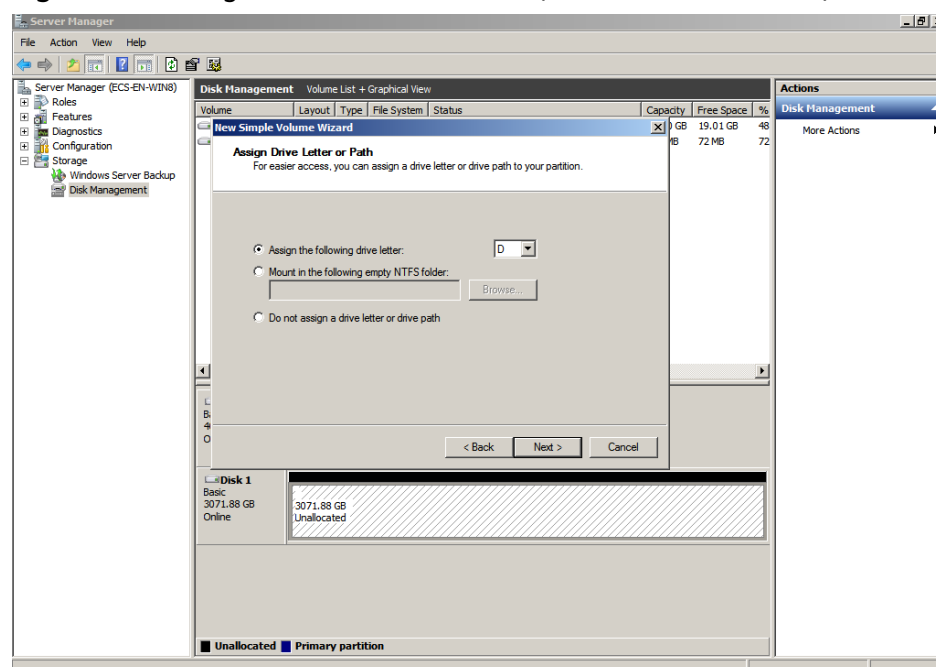 Server Manager
File Action View Help
Server Manager (ECS-EN-WIN8)
Roles
Features
Diagnostics
Configuration
Storage
Windows Server Backup
Disk Management
Disk Management Volume List + Graphical View
Volume Layout Type File System Status Capacity Free Space %
GB 19.01 GB 48
MB 72 MB 72
New Simple Volume Wizard
Assign Drive Letter or Path
For easier access, you can assign a drive letter or drive path to your partition.
Assign the following drive letter: D
Mount in the following empty NTFS folder:
Browse...
Do not assign a drive letter or drive path
< Back Next > Cancel
Disk 1
Basic
3071.88 GB
Online
3071.88 GB
Unallocated
Unallocated Primary partition
Actions
Disk Management
More Actions